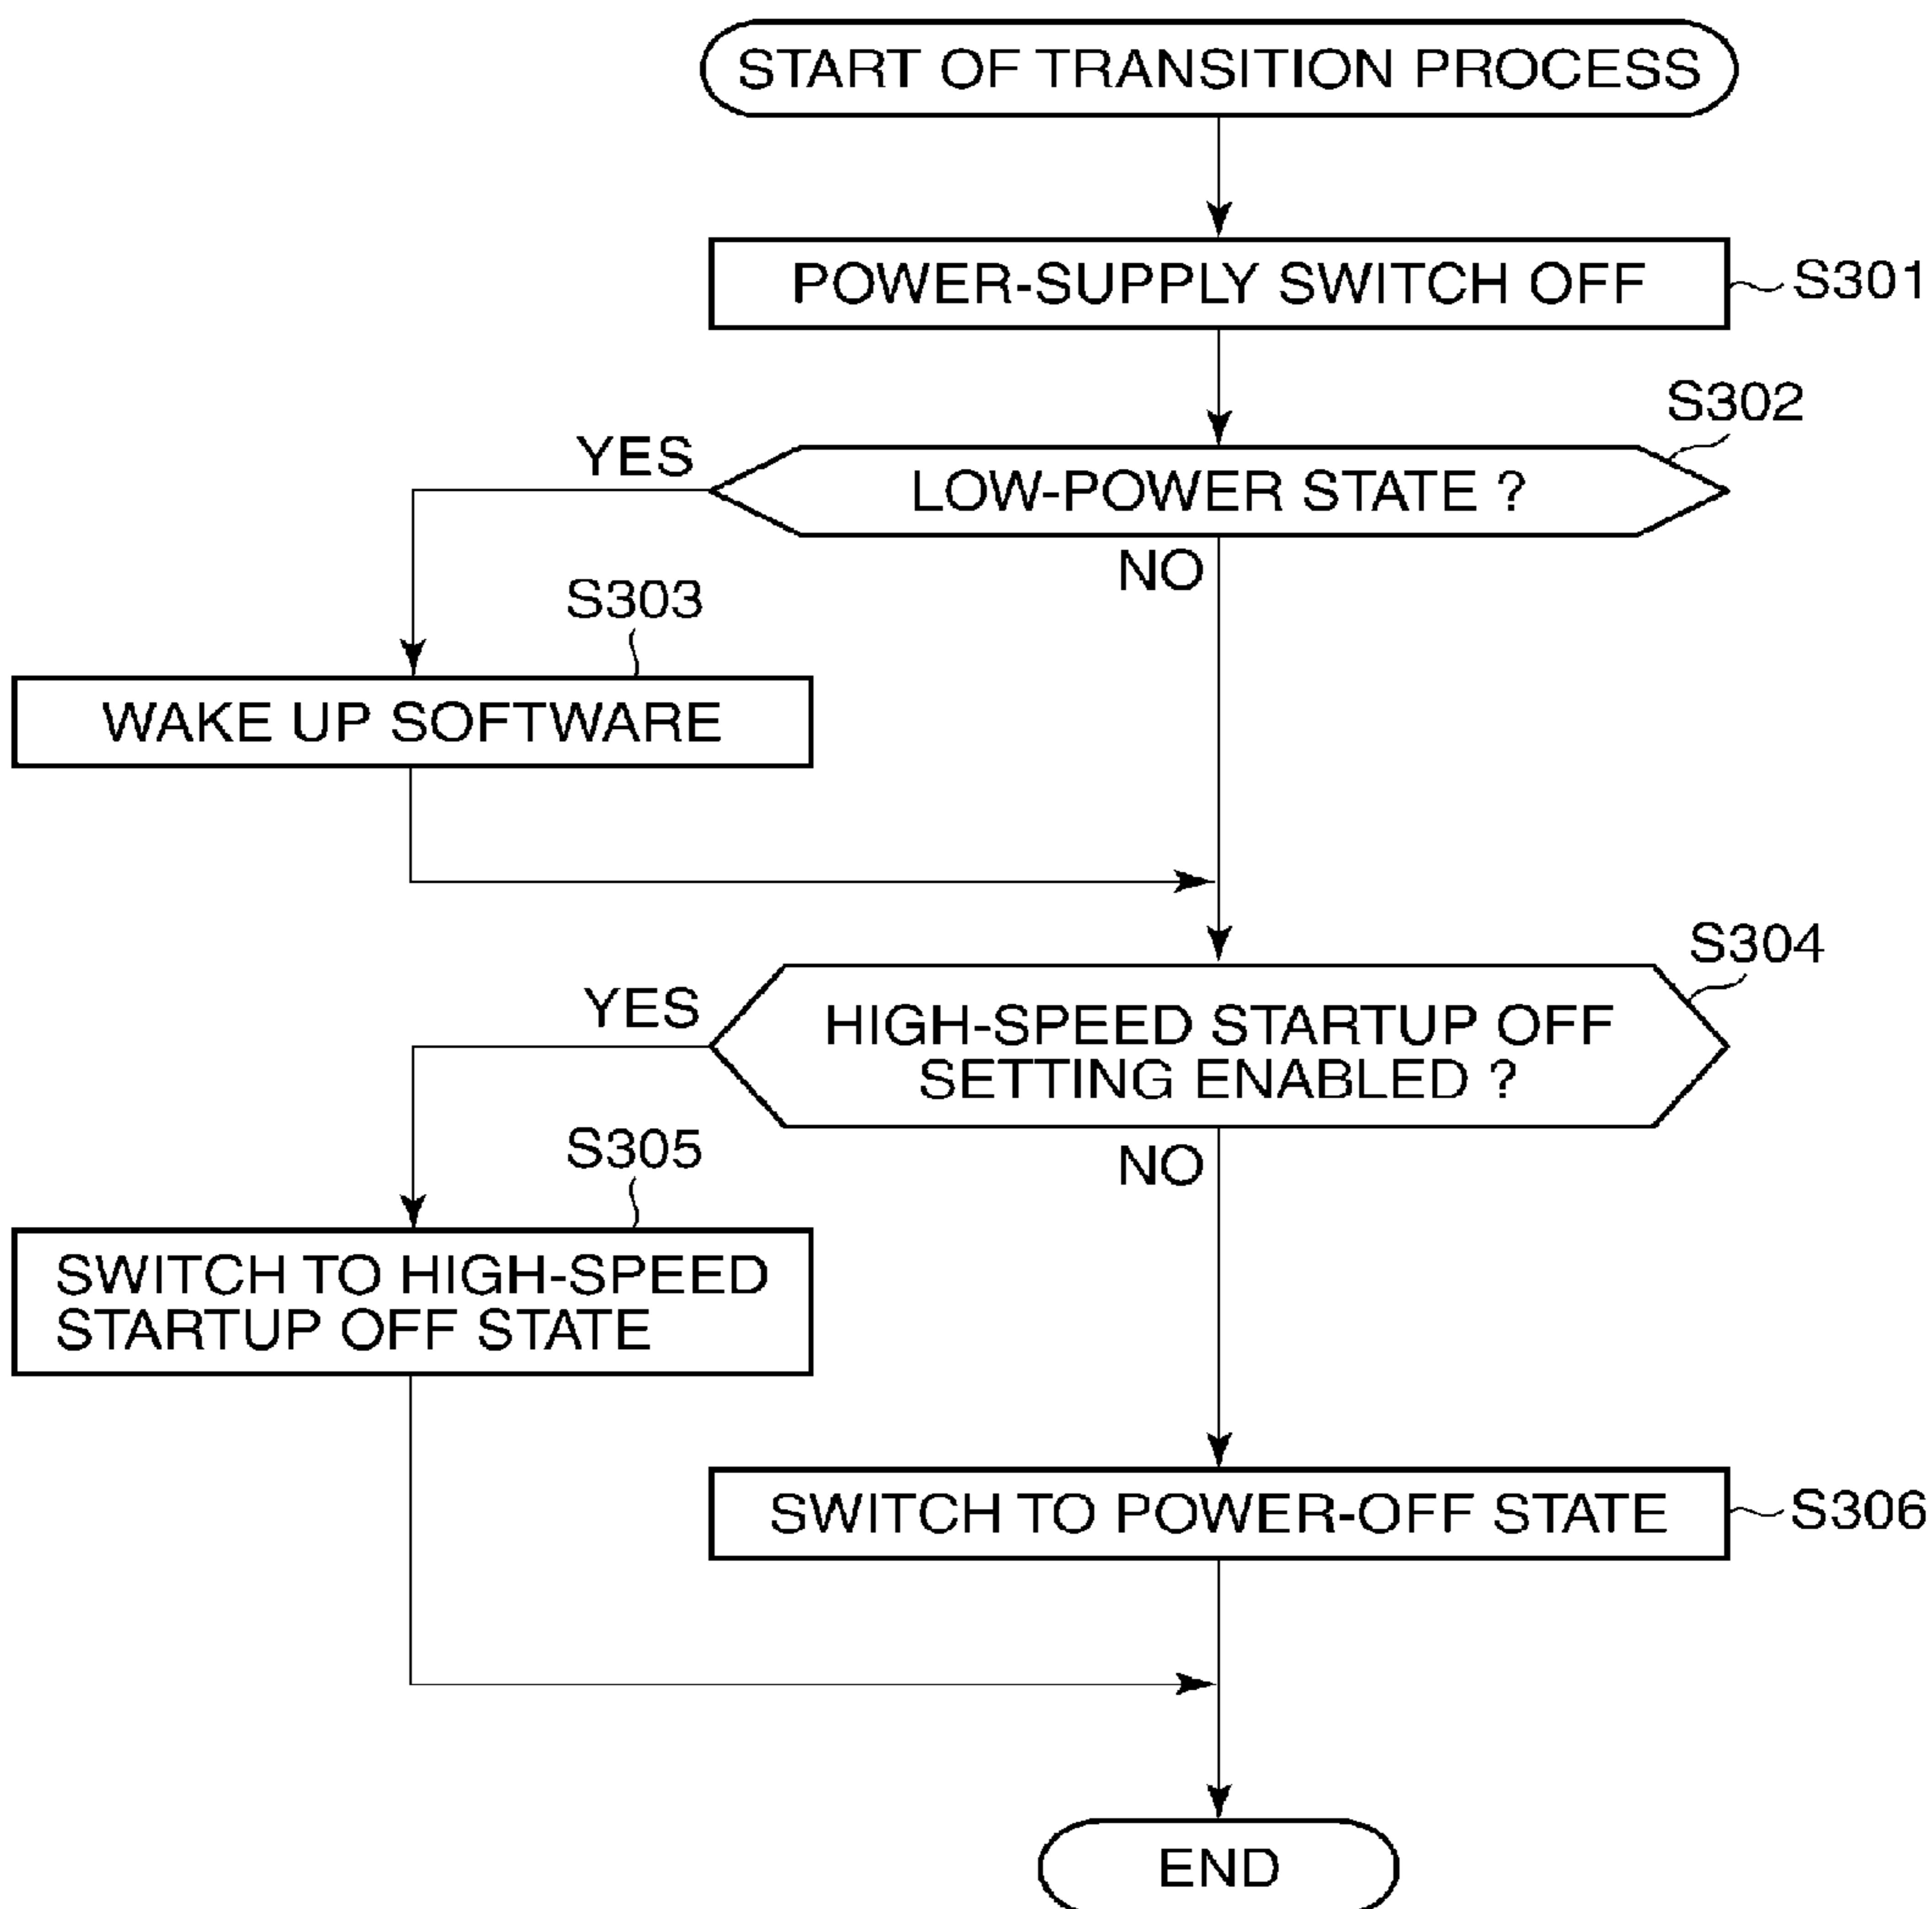 START OF TRANSITION PROCESS
POWER-SUPPLY SWITCH OFF
S301
S302
YES
LOW-POWER STATE ?
NO
S303
WAKE UP SOFTWARE
S304
YES
HIGH-SPEED STARTUP OFF
SETTING ENABLED ?
NO
S305
SWITCH TO HIGH-SPEED
STARTUP OFF STATE
SWITCH TO POWER-OFF STATE
S306
END